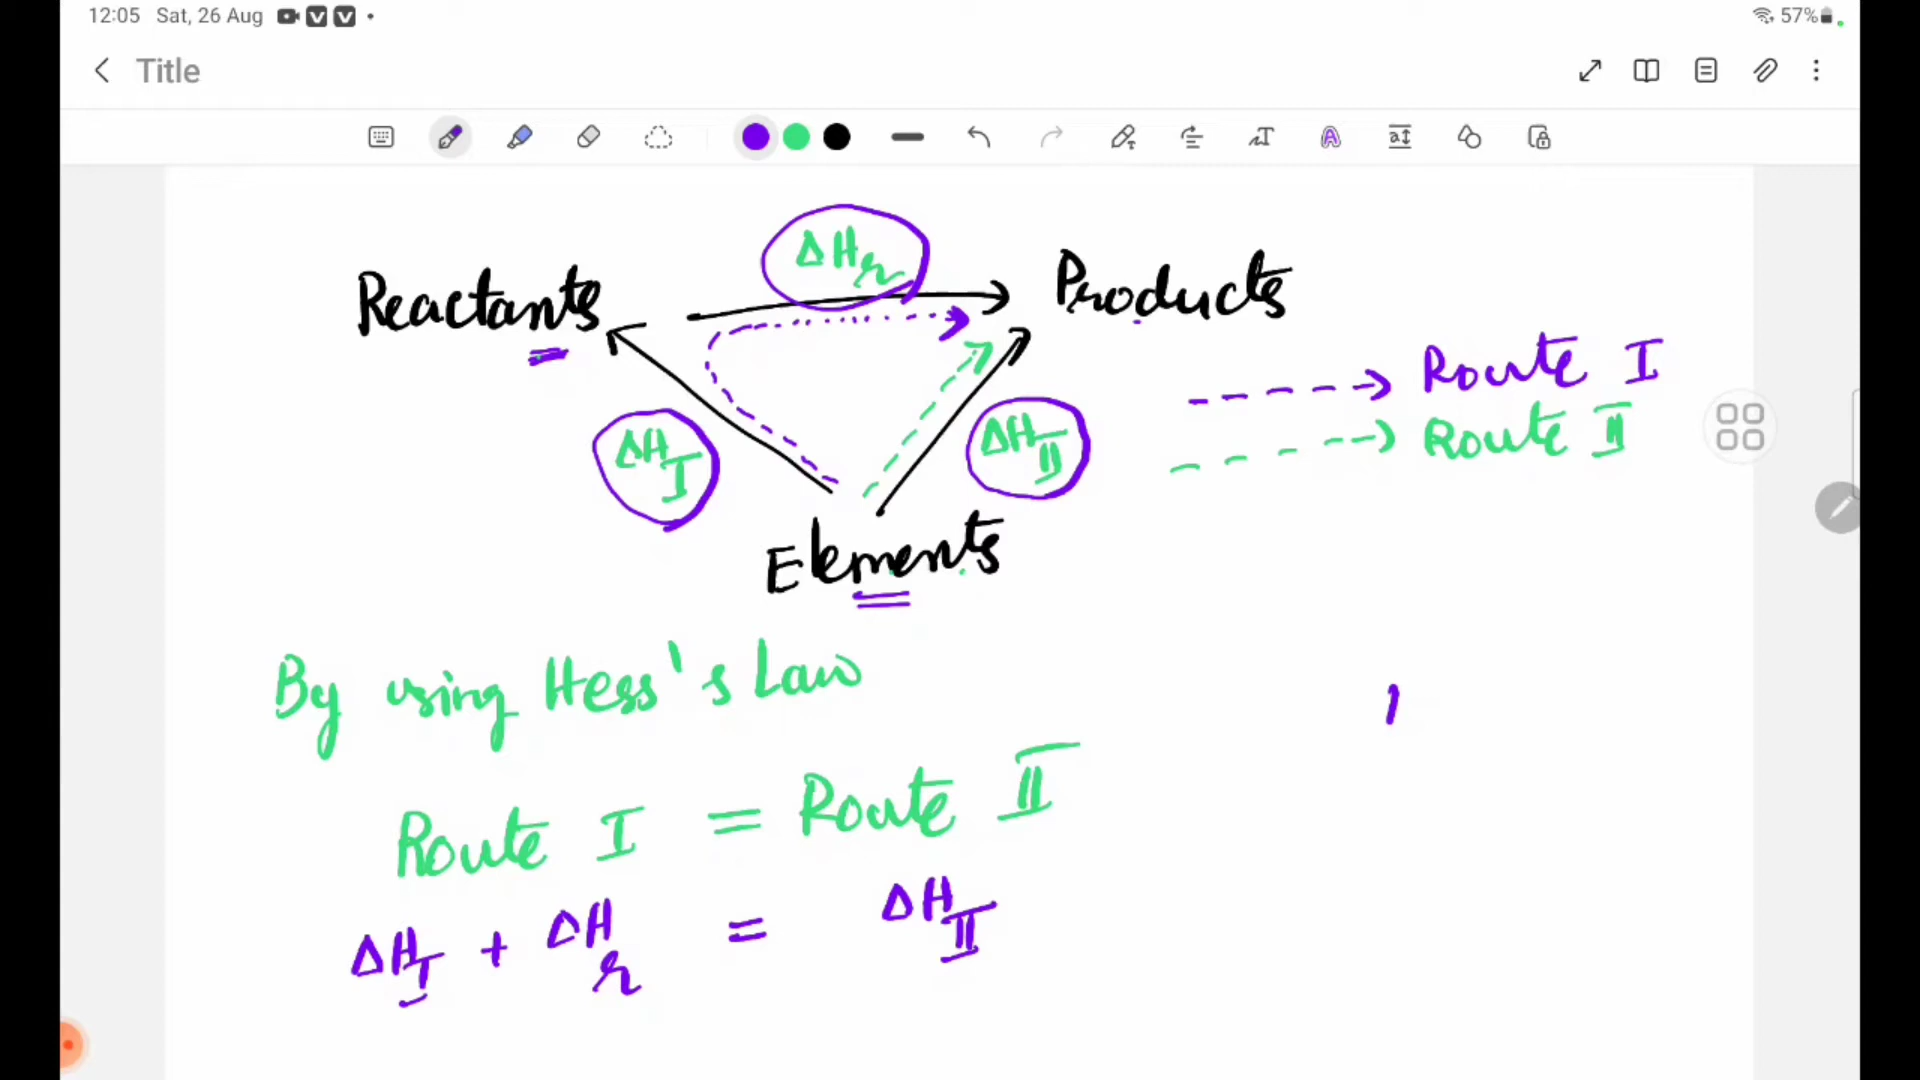 12:05 Sat, 26 Aug
57%
Title
ΔHr
Reactants
Products
Route I
Route II
ΔHI
ΔHII
Elements
By using Hess's Law
Route I = Route II
ΔHI + ΔHr = ΔHII